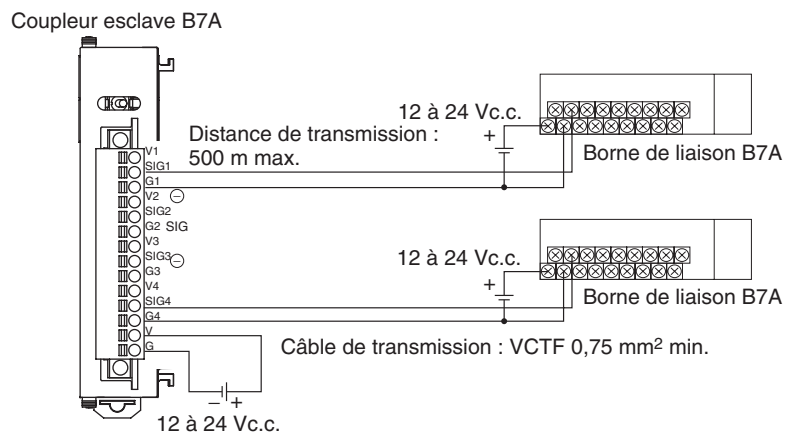 Coupleur esclave B7A
12 à 24 Vc.c.
+
Distance de transmission :
500 m max.
Borne de liaison B7A
V1
SIG1
G1
V2 ⊖
SIG2
G2 SIG
V3
SIG3 ⊖
G3
V4
SIG4
G4
V
G
12 à 24 Vc.c.
+
Borne de liaison B7A
Câble de transmission : VCTF 0,75 mm² min.
– +
12 à 24 Vc.c.